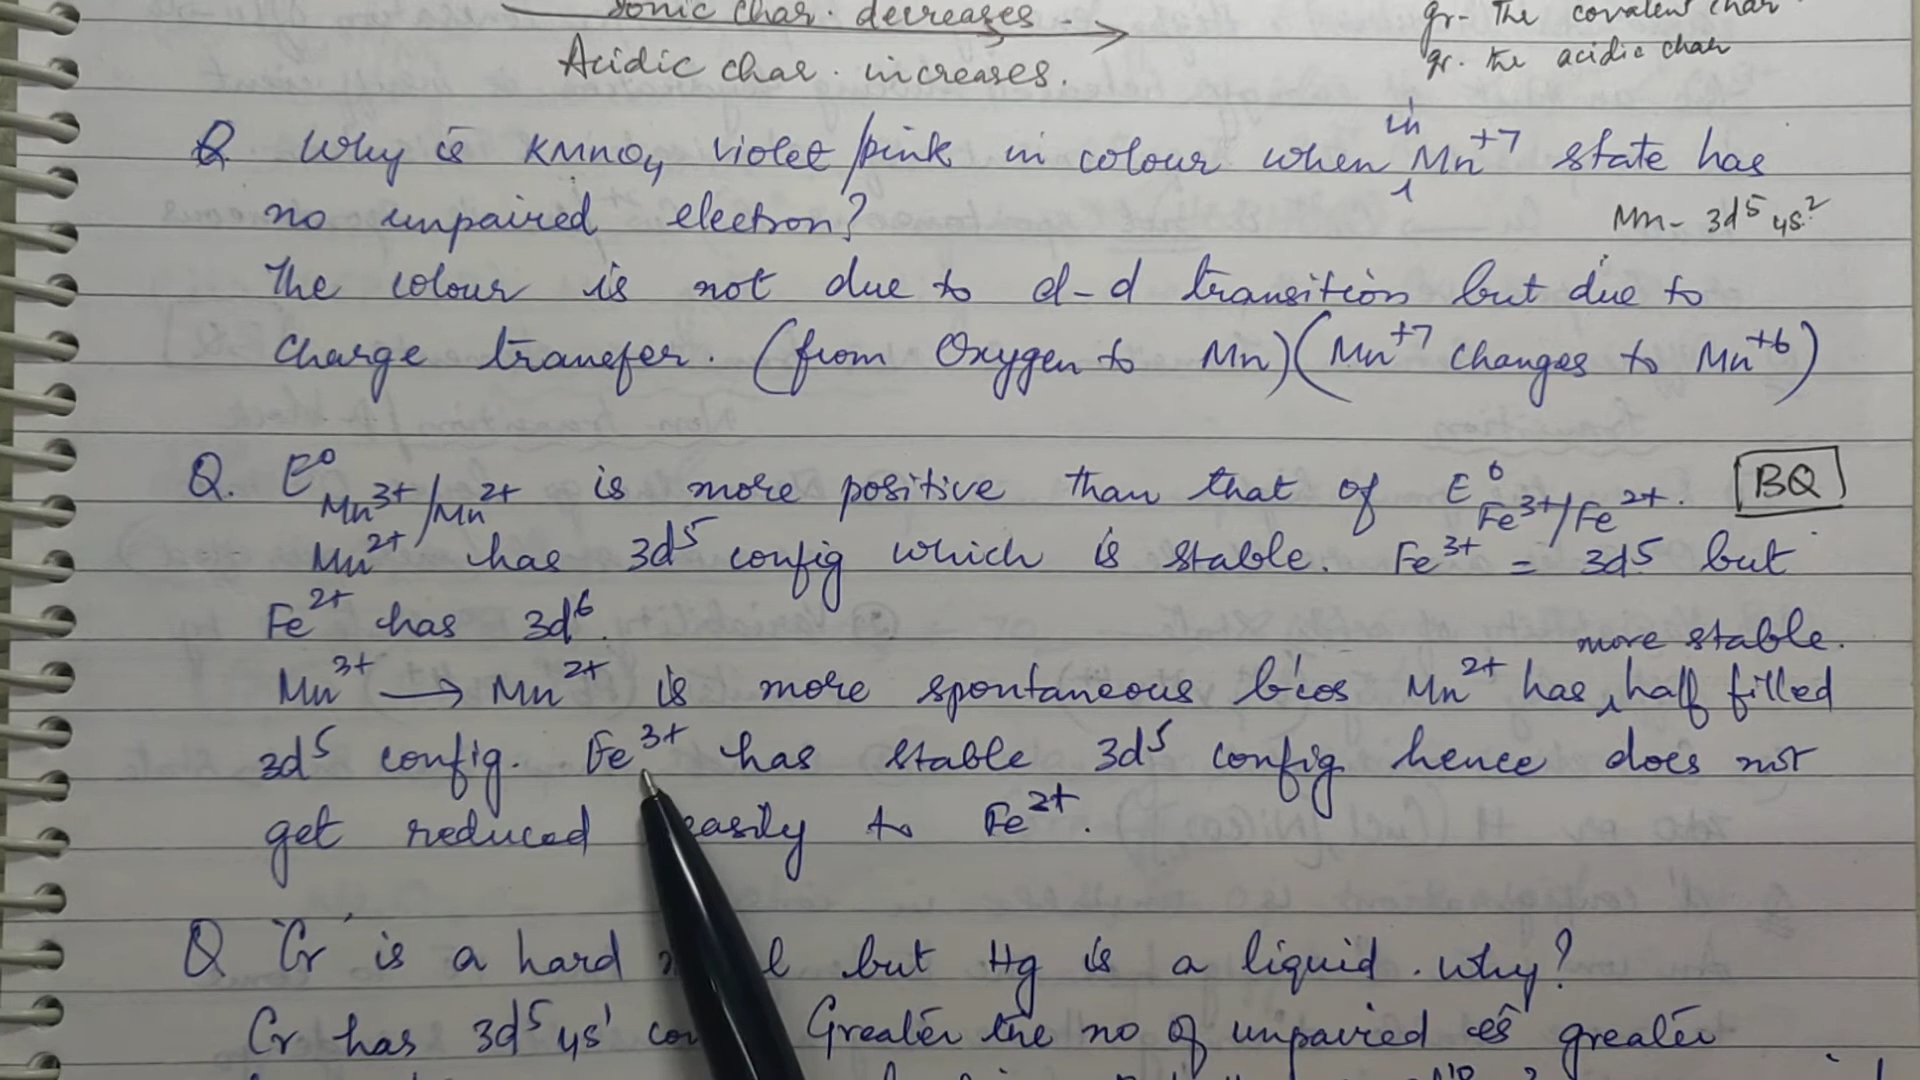 Ionic char. decreases.
Acidic char. increases.
gr. the covalent char
gr. the acidic char
Q. Why is KMnO4 violet/pink in colour when in Mn+7 state has
no unpaired electron?
Mn- 3d5 4s2
The colour is not due to d-d transition but due to
Charge transfer. (from Oxygen to Mn) (Mn+7 changes to Mn+6)
Q. E0 Mn3+/Mn2+ is more positive than that of E0 Fe3+/Fe2+. BQ
Mn2+ has 3d5 config which is stable. Fe3+ = 3d5 but
Fe2+ has 3d6.
Mn3+ → Mn2+ is more spontaneous b'cos Mn2+ has more stable. half filled
3d5 config. Fe3+ has stable 3d5 config hence does not
get reduced easily to Fe2+.
Q 'Cr' is a hard but Hg is a liquid. Why?
Cr has 3d5 4s1 Greater the no of unpaired es greater